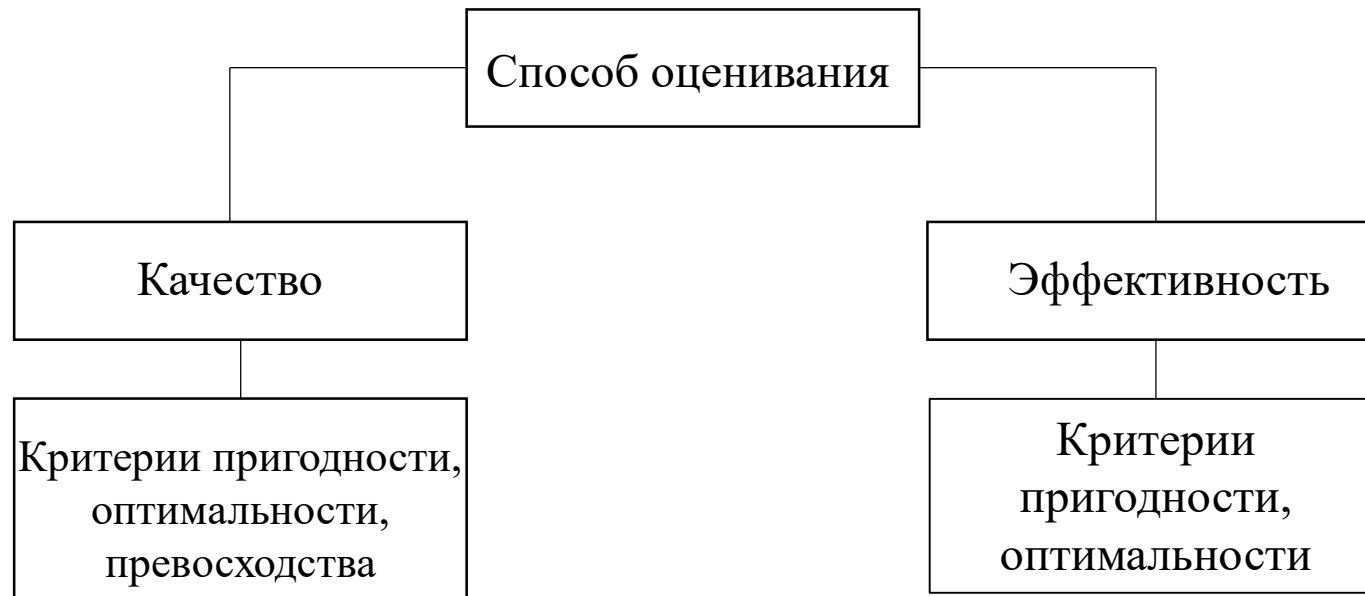 Способ оценивания
Качество
Эффективность
Критерии пригодности,
оптимальности,
превосходства
Критерии
пригодности,
оптимальности